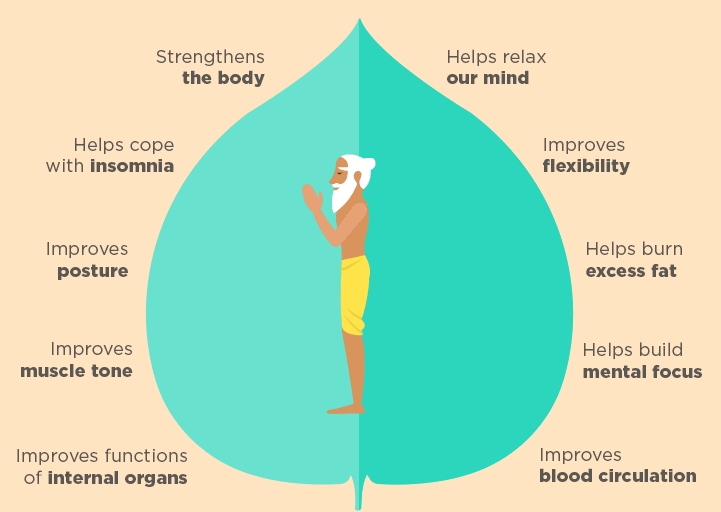 Strengthens
the body
Helps cope
with insomnia
Improves
posture
Improves
muscle tone
Improves functions
of internal organs
Helps relax
our mind
Improves
flexibility
Helps burn
excess fat
Helps build
mental focus
Improves
blood circulation